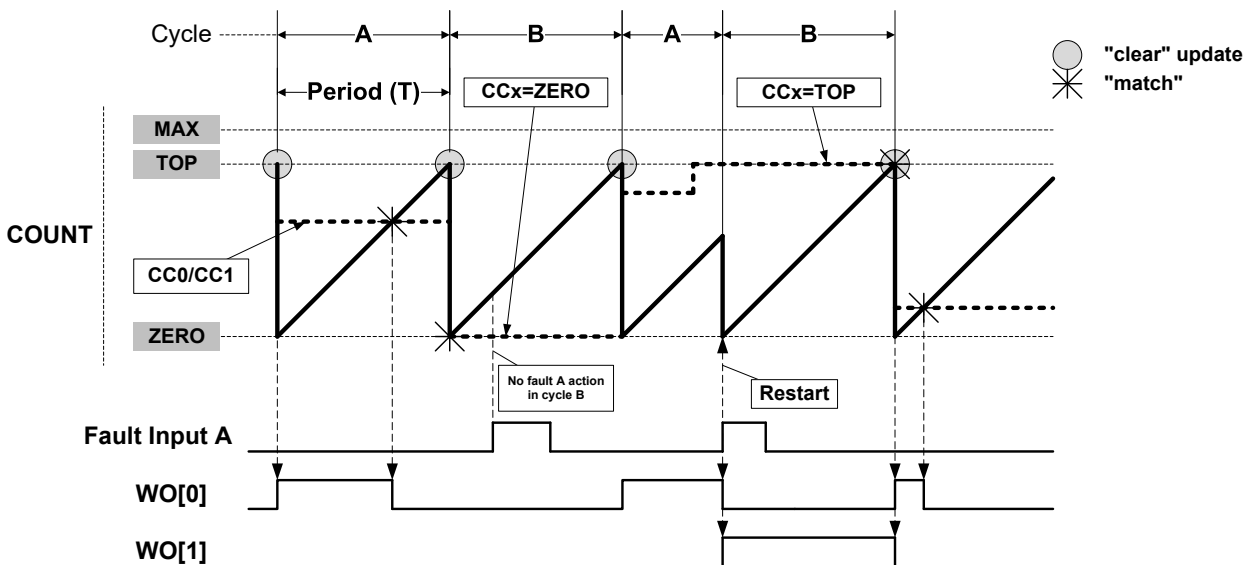 Cycle A B A B
"clear" update
"match"
Period (T)
CCx=ZERO
CCx=TOP
MAX
TOP
COUNT
CC0/CC1
ZERO
No fault A action
in cycle B
Restart
Fault Input A
WO[0]
WO[1]